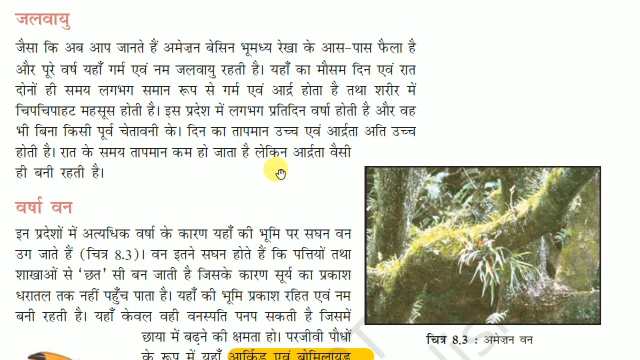 जलवायु
जैसा कि अब आप जानते हैं अमेज़न बेसिन भूमध्य रेखा के आस-पास फैला है
और पूरे वर्ष यहाँ गर्म एवं नम जलवायु रहती है। यहाँ का मौसम दिन एवं रात
दोनों ही समय लगभग समान रूप से गर्म एवं आर्द्र होता है तथा शरीर में
चिपचिपाहट महसूस होती है। इस प्रदेश में लगभग प्रतिदिन वर्षा होती है और वह
भी बिना किसी पूर्व चेतावनी के। दिन का तापमान उच्च एवं आर्द्रता अति उच्च
होती है। रात के समय तापमान कम हो जाता है लेकिन आर्द्रता वैसी
ही बनी रहती है।
वर्षा वन
इन प्रदेशों में अत्यधिक वर्षा के कारण यहाँ की भूमि पर सघन वन
उग जाते हैं (चित्र 8.3)। वन इतने सघन होते हैं कि पत्तियों तथा
शाखाओं से 'छत' सी बन जाती है जिसके कारण सूर्य का प्रकाश
धरातल तक नहीं पहुँच पाता है। यहाँ की भूमि प्रकाश रहित एवं नम
बनी रहती है। यहाँ केवल वही वनस्पति पनप सकती है जिसमें
छाया में बढ़ने की क्षमता हो। परजीवी पौधों
के रूप में यहाँ आर्किड एवं ब्रोमिलायड
चित्र 8.3 : अमेज़न वन